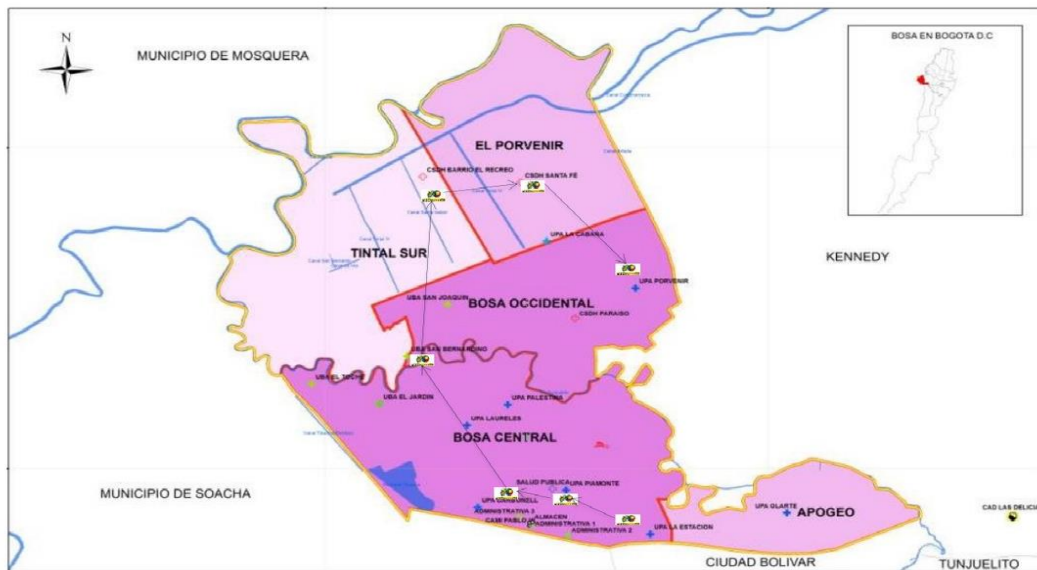 BOSA EN BOGOTA D.C
N
MUNICIPIO DE MOSQUERA
EL PORVENIR
CSDH BARRIO EL RECREO
CSDH SANTA FE
UPA LA CABAÑA
TINTAL SUR
KENNEDY
UPA PORVENIR
UBA SAN JOAQUIN
BOSA OCCIDENTAL
CSDH PARAISO
UBA SAN BERNARDINO
UBA EL TOCHE
UBA EL JARDIN
UPA PALESTINA
UPA LAURELES
BOSA CENTRAL
MUNICIPIO DE SOACHA
SALUD PUBLICA
UPA PIAMONTE
ADMINISTRATIVA 3
ALMACEN
ADMINISTRATIVA 1
ADMINISTRATIVA 2
UPA LA ESTACION
UPA OLARTE
APOGEO
CAD LAS DELICIA
CIUDAD BOLIVAR
TUNJUELITO